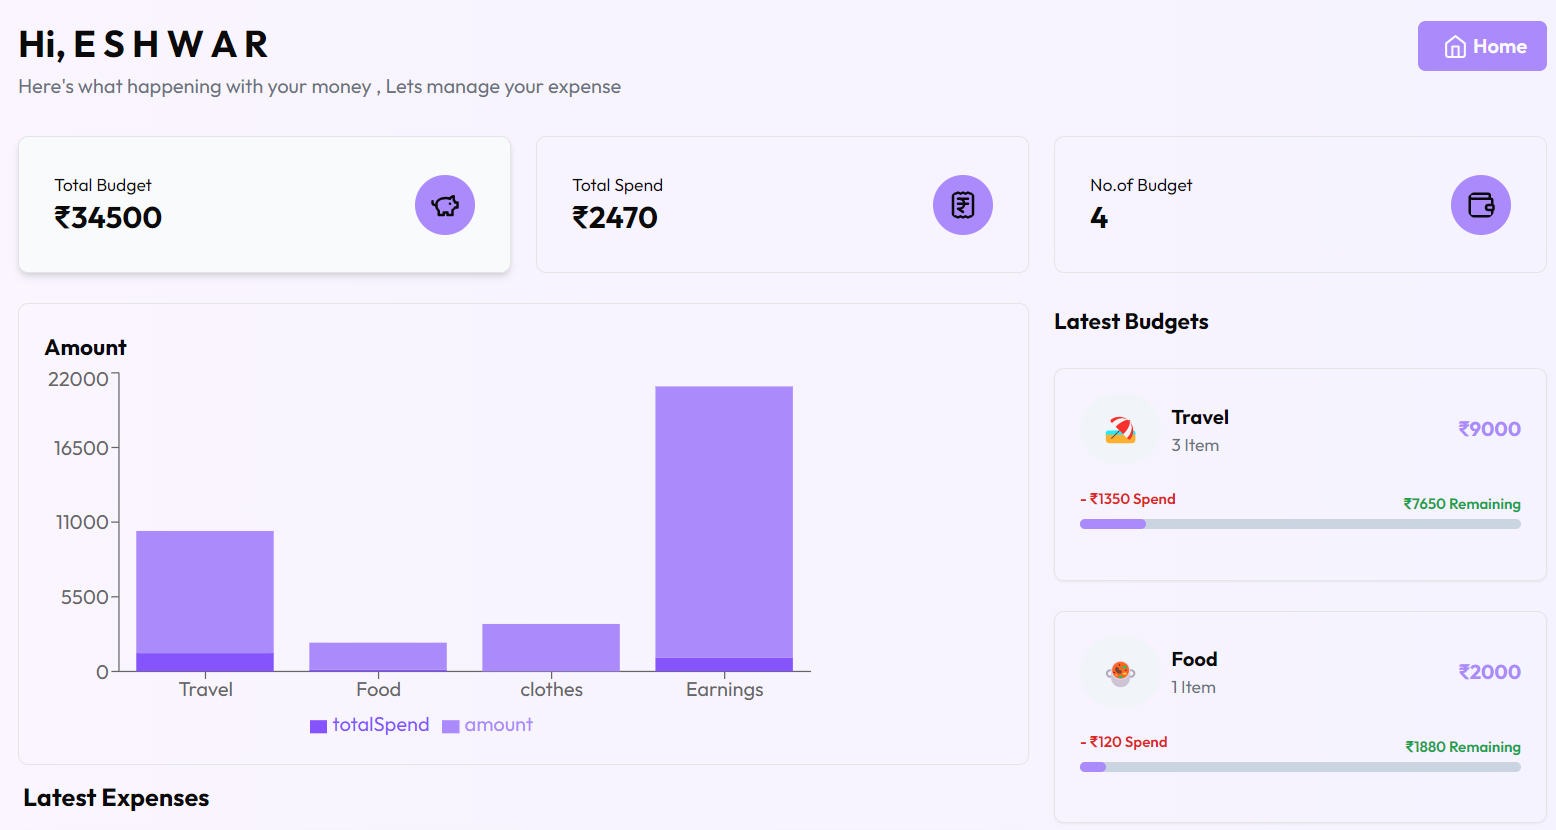 Hi, E S H W A R
Home
Here's what happening with your money , Lets manage your expense
Total Budget
₹34500
Total Spend
₹2470
No.of Budget
4
Amount
22000
16500
11000
5500
0
Travel
Food
clothes
Earnings
totalSpend
amount
Latest Expenses
Latest Budgets
Travel
3 Item
₹9000
- ₹1350 Spend
₹7650 Remaining
Food
1 Item
₹2000
- ₹120 Spend
₹1880 Remaining